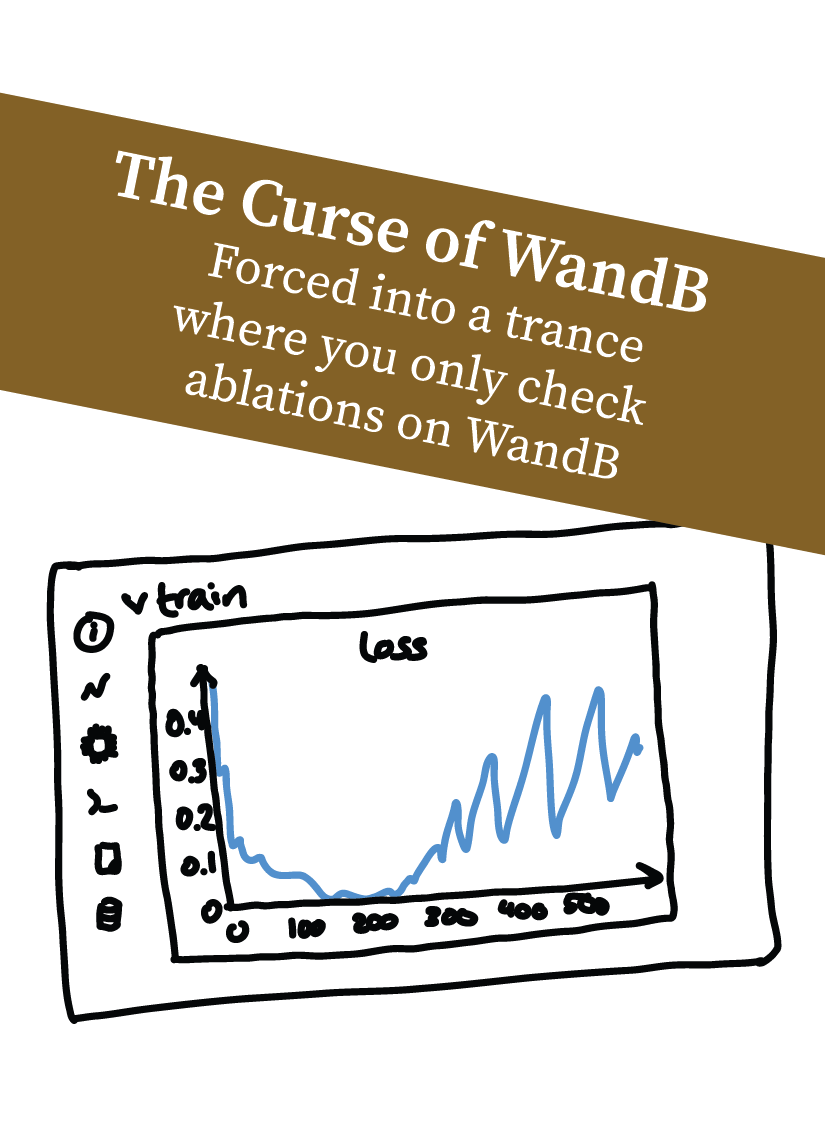 The Curse of WandB
Forced into a trance
where you only check
ablations on WandB
v train
i
loss
0.4
0.3
0.2
0.1
0
0 100 200 300 400 500